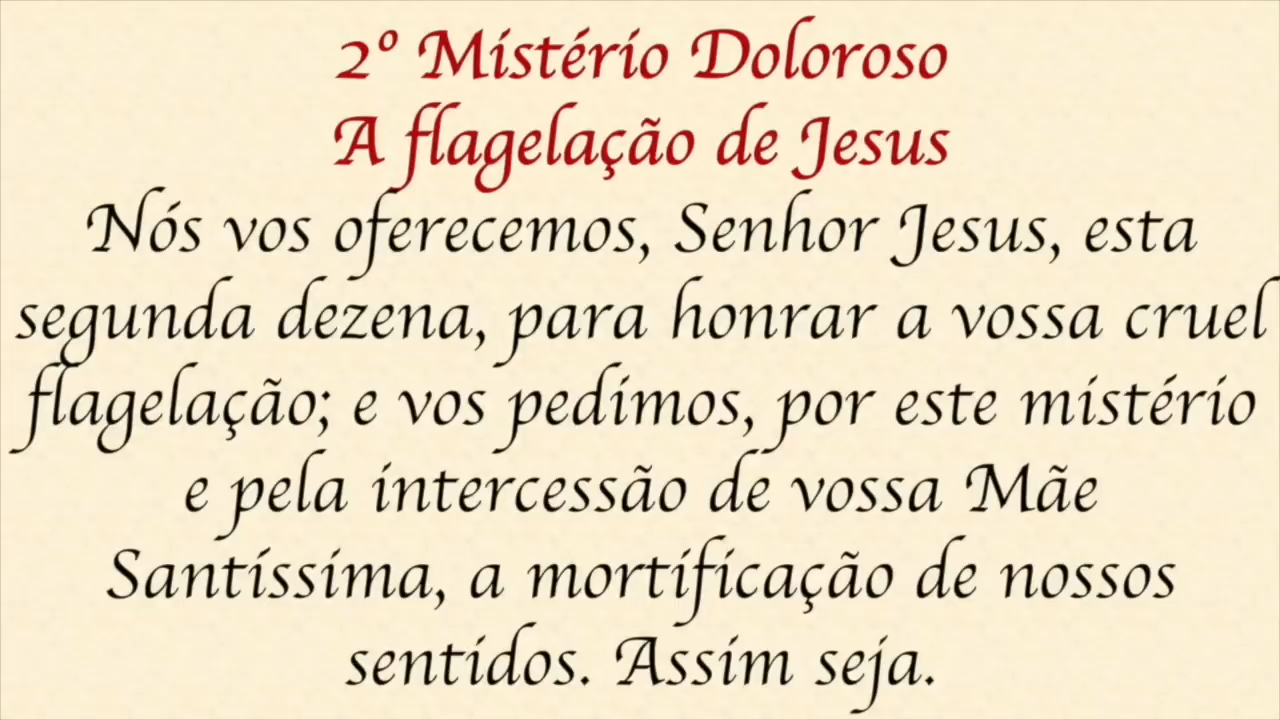 2º Mistério Doloroso
A flagelação de Jesus
Nós vos oferecemos, Senhor Jesus, esta
segunda dezena, para honrar a vossa cruel
flagelação; e vos pedimos, por este mistério
e pela intercessão de vossa Mãe
Santíssima, a mortificação de nossos
sentidos. Assim seja.